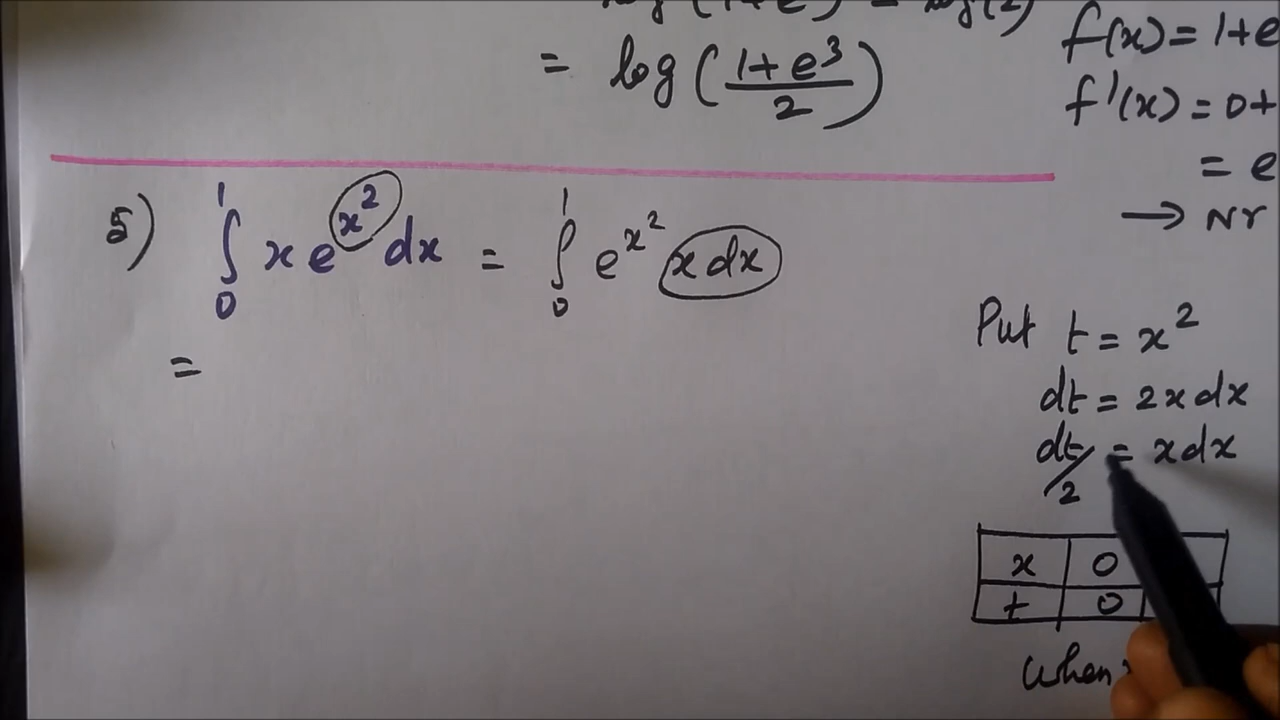 = log (1+e³/2)
f(x) = 1+e
f'(x) = 0+
= e
→ Nr
5) ∫₀¹ x e^x² dx = ∫₀¹ e^x² x dx
=
Put t = x²
dt = 2x dx
dt/2 = x dx
x 0
t 0
when